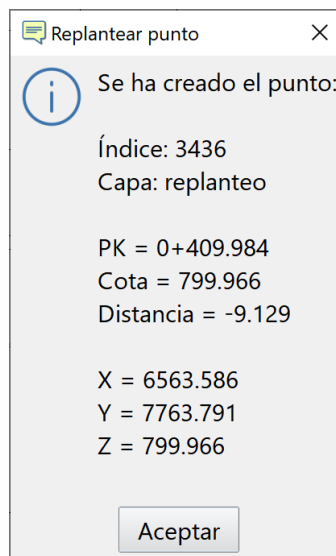 Replantear punto
Se ha creado el punto:
Índice: 3436
Capa: replanteo
PK = 0+409.984
Cota = 799.966
Distancia = -9.129
X = 6563.586
Y = 7763.791
Z = 799.966
Aceptar